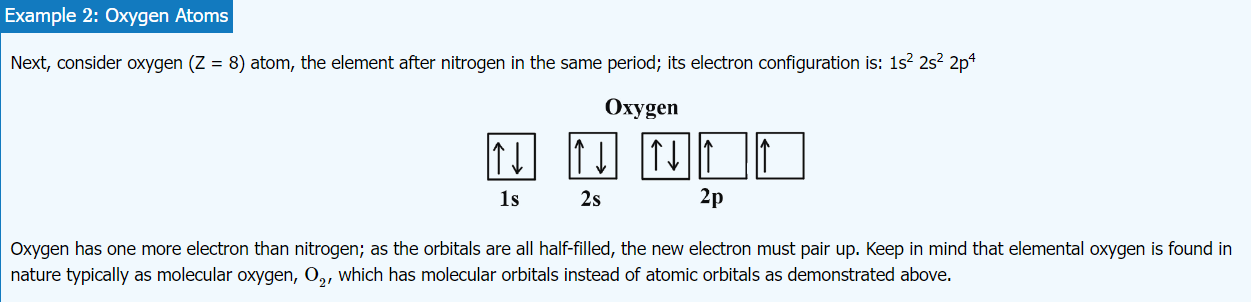 Example 2: Oxygen Atoms
Next, consider oxygen (Z = 8) atom, the element after nitrogen in the same period; its electron configuration is: 1s² 2s² 2p⁴
Oxygen
↑↓ ↑↓ ↑↓ ↑ ↑
1s 2s 2p
Oxygen has one more electron than nitrogen; as the orbitals are all half-filled, the new electron must pair up. Keep in mind that elemental oxygen is found in
nature typically as molecular oxygen, O₂, which has molecular orbitals instead of atomic orbitals as demonstrated above.